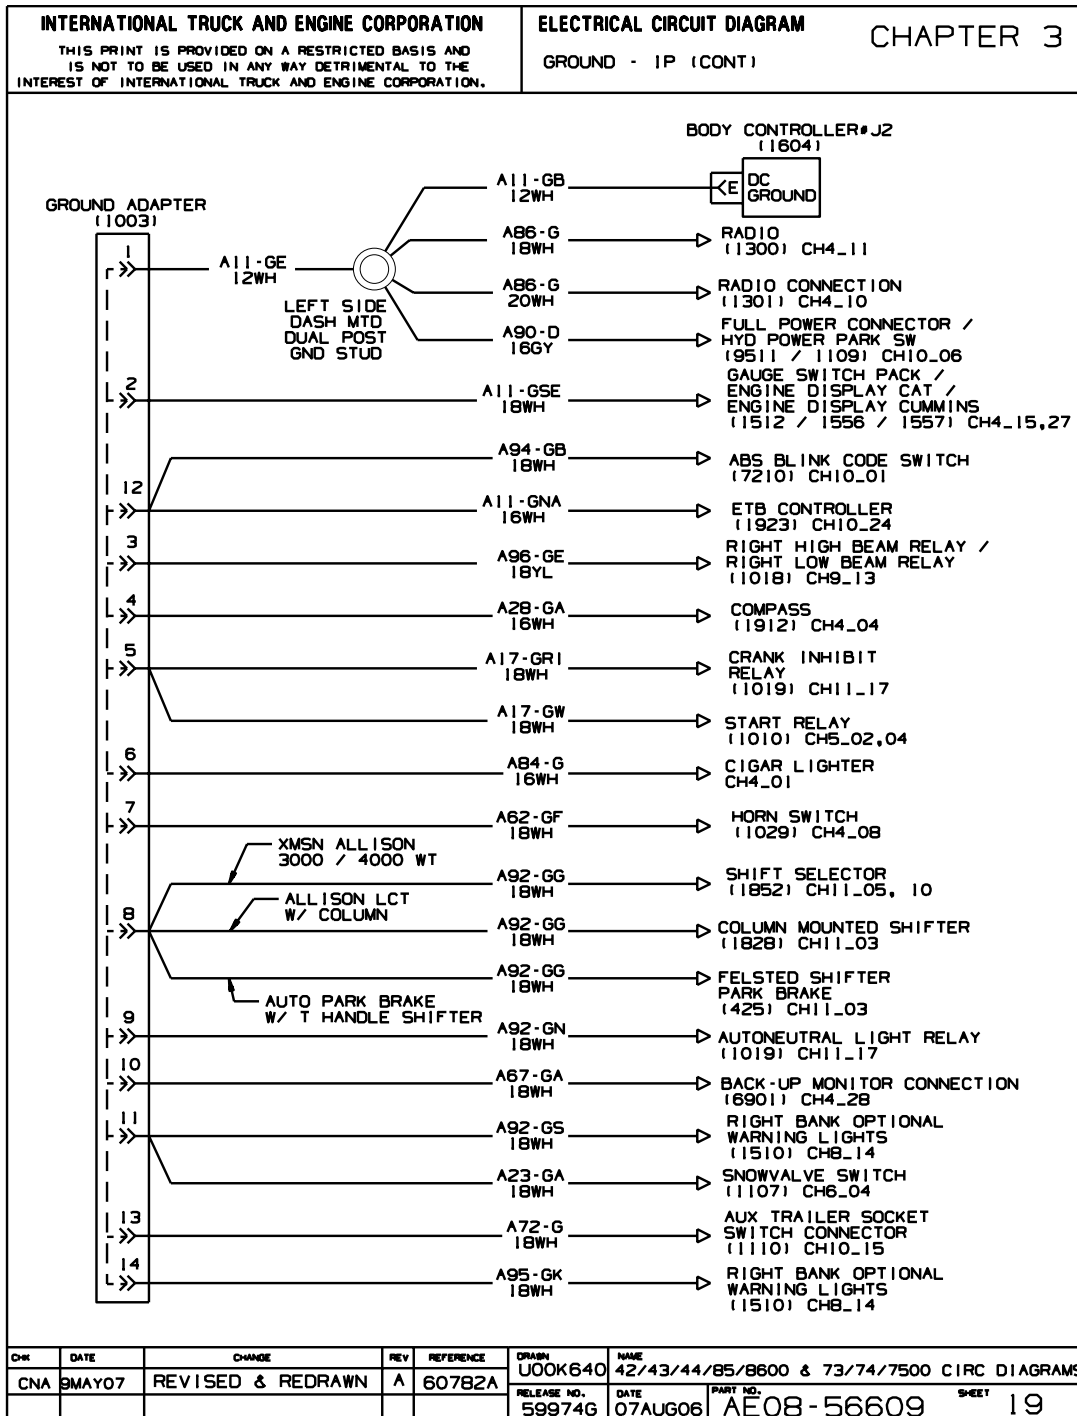 INTERNATIONAL TRUCK AND ENGINE CORPORATION
THIS PRINT IS PROVIDED ON A RESTRICTED BASIS AND
IS NOT TO BE USED IN ANY WAY DETRIMENTAL TO THE
INTEREST OF INTERNATIONAL TRUCK AND ENGINE CORPORATION.
ELECTRICAL CIRCUIT DIAGRAM
GROUND - IP (CONT)
CHAPTER 3
BODY CONTROLLER#J2
(1604)
E
DC
GROUND
GROUND ADAPTER
(1003)
1
A11-GE
12WH
LEFT SIDE
DASH MTD
DUAL POST
GND STUD
A11-GB
12WH
A86-G
18WH
RADIO
(1300) CH4_11
A86-G
20WH
RADIO CONNECTION
(1301) CH4_10
A90-D
16GY
FULL POWER CONNECTOR /
HYD POWER PARK SW
(9511 / 1109) CH10_06
2
A11-GSE
18WH
GAUGE SWITCH PACK /
ENGINE DISPLAY CAT /
ENGINE DISPLAY CUMMINS
(1512 / 1556 / 1557) CH4_15,27
A94-GB
18WH
ABS BLINK CODE SWITCH
(7210) CH10_01
12
A11-GNA
16WH
ETB CONTROLLER
(1923) CH10_24
3
A96-GE
18YL
RIGHT HIGH BEAM RELAY /
RIGHT LOW BEAM RELAY
(1018) CH9_13
4
A28-GA
16WH
COMPASS
(1912) CH4_04
5
A17-GRI
18WH
CRANK INHIBIT
RELAY
(1019) CH11_17
A17-GW
18WH
START RELAY
(1010) CH5_02,04
6
A84-G
16WH
CIGAR LIGHTER
CH4_01
7
A62-GF
18WH
HORN SWITCH
(1029) CH4_08
XMSN ALLISON
3000 / 4000 WT
A92-GG
18WH
SHIFT SELECTOR
(1852) CH11_05, 10
ALLISON LCT
W/ COLUMN
8
A92-GG
18WH
COLUMN MOUNTED SHIFTER
(1828) CH11_03
A92-GG
18WH
FELSTED SHIFTER
PARK BRAKE
(425) CH11_03
AUTO PARK BRAKE
W/ T HANDLE SHIFTER
9
A92-GN
18WH
AUTONEUTRAL LIGHT RELAY
(1019) CH11_17
10
A67-GA
18WH
BACK-UP MONITOR CONNECTION
(6901) CH4_28
11
A92-GS
18WH
RIGHT BANK OPTIONAL
WARNING LIGHTS
(1510) CH8_14
A23-GA
18WH
SNOWVALVE SWITCH
(1107) CH6_04
13
A72-G
18WH
AUX TRAILER SOCKET
SWITCH CONNECTOR
(1110) CH10_15
14
A95-GK
18WH
RIGHT BANK OPTIONAL
WARNING LIGHTS
(1510) CH8_14
CHK DATE CHANGE REV REFERENCE
CNA 9MAY07 REVISED & REDRAWN A 60782A
DRAWN
U00K640
NAME
42/43/44/85/8600 & 73/74/7500 CIRC DIAGRAMS
RELEASE NO.
59974G
DATE
07AUG06
PART NO.
AE08-56609
SHEET 19